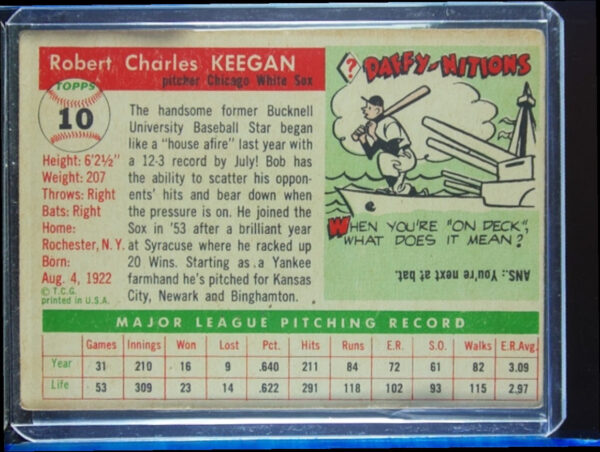 Robert Charles KEEGAN
pitcher Chicago White Sox
TOPPS
10
Height: 6'2½"
Weight: 207
Throws: Right
Bats: Right
Home:
Rochester, N. Y.
Born:
Aug. 4, 1922
© T.C.G.
printed in U.S.A.
The handsome former Bucknell
University Baseball Star began
like a "house afire" last year with
a 12-3 record by July! Bob has
the ability to scatter his oppon-
ents' hits and bear down when
the pressure is on. He joined the
Sox in '53 after a brilliant year
at Syracuse where he racked up
20 Wins. Starting as a Yankee
farmhand he's pitched for Kansas
City, Newark and Binghamton.
? DAFFY-NITIONS
WHEN YOU'RE "ON DECK",
WHAT DOES IT MEAN?
ANS.: You're next at bat.
MAJOR LEAGUE PITCHING RECORD
Games Innings Won Lost Pct. Hits Runs E.R. S.O. Walks E.R.Avg.
Year 31 210 16 9 .640 211 84 72 61 82 3.09
Life 53 309 23 14 .622 291 118 102 93 115 2.97